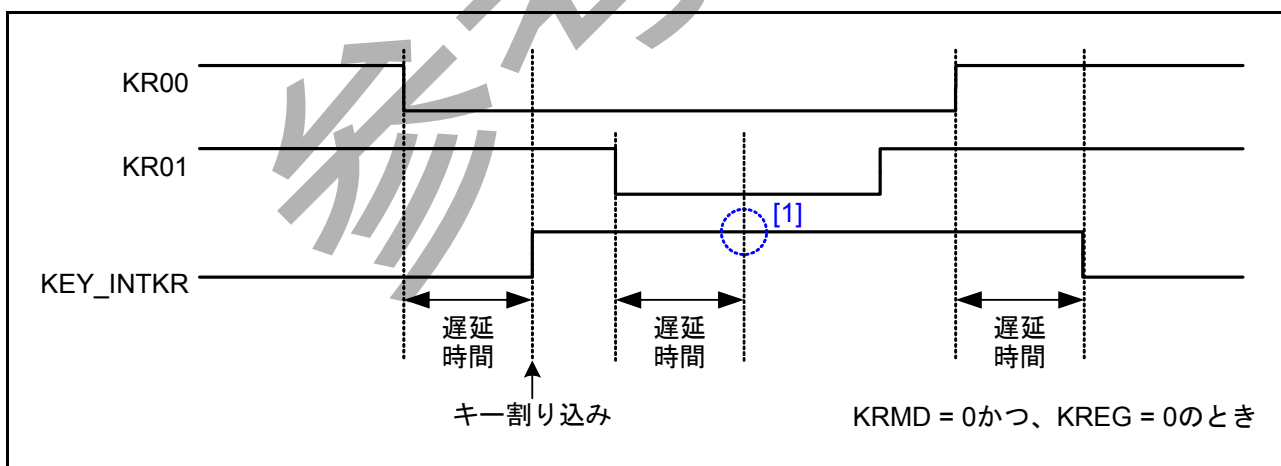 KR00
KR01
[1]
KEY_INTKR
遅延
時間
遅延
時間
遅延
時間
キー割り込み
KRMD = 0かつ、KREG = 0のとき